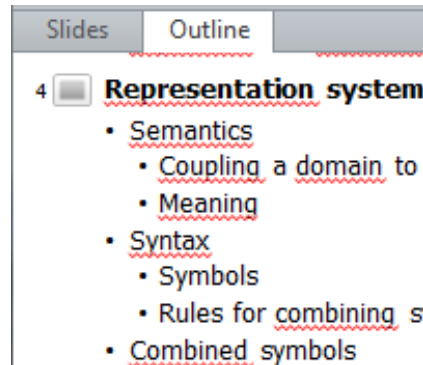 Slides Outline
4 Representation system
• Semantics
• Coupling a domain to
• Meaning
• Syntax
• Symbols
• Rules for combining s
• Combined symbols